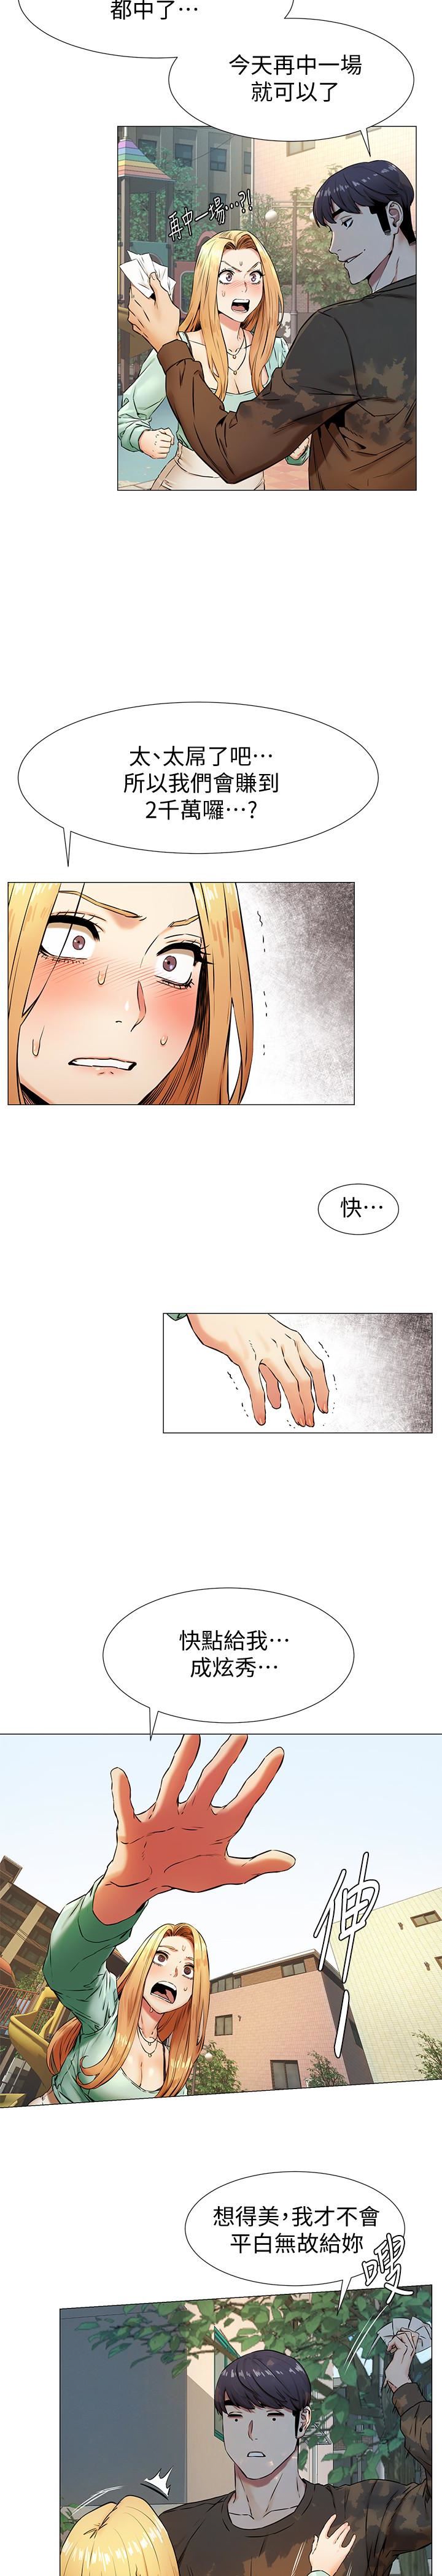 都中了…
今天再中一場
就可以了
再中一場…?!
太、太屌了吧…
所以我們會賺到
2千萬囉…?
快…
快點給我…
成炫秀…
伸—
想得美,我才不會
平白無故給妳
嗖